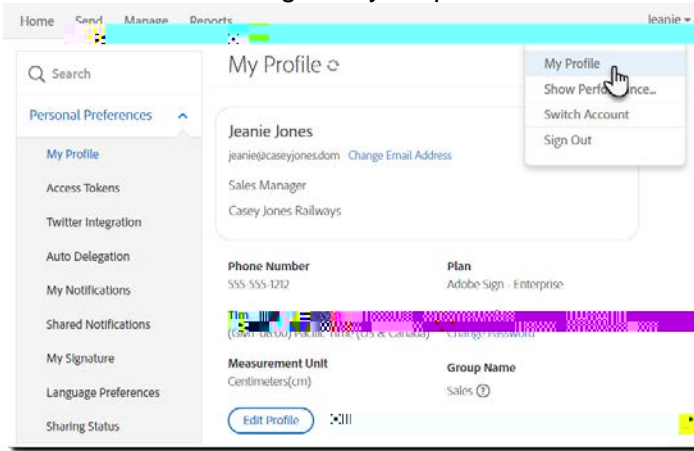 Home Send Manage Reports Jeanie
Search
Personal Preferences
My Profile
Access Tokens
Twitter Integration
Auto Delegation
My Notifications
Shared Notifications
My Signature
Language Preferences
Sharing Status
My Profile
Jeanie Jones
jeanie@caseyjones.dom Change Email Address
Sales Manager
Casey Jones Railways
Phone Number
555-555-1212
Plan
Adobe Sign - Enterprise
(GMT-08:00) Pacific Time (US & Canada)
Change Password
Measurement Unit
Centimeters(cm)
Group Name
Sales
Edit Profile
My Profile
Show
Switch Account
Sign Out